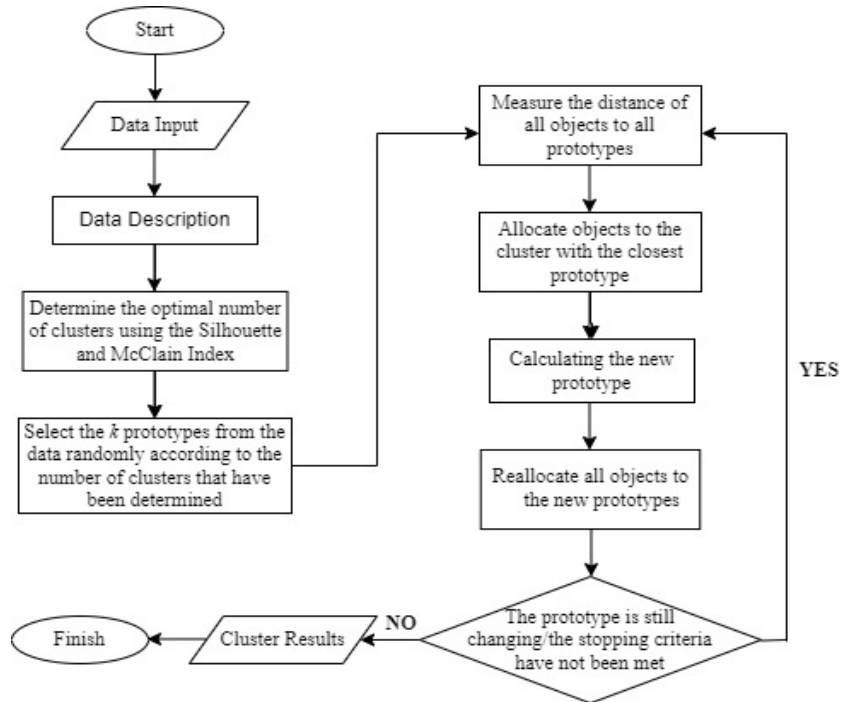 Start
Data Input
Data Description
Determine the optimal number
of clusters using the Silhouette
and McClain Index
Select the k prototypes from the
data randomly according to the
number of clusters that have
been determined
Measure the distance of
all objects to all
prototypes
Allocate objects to the
cluster with the closest
prototype
Calculating the new
prototype
Reallocate all objects to
the new prototypes
The prototype is still
changing/the stopping criteria
have not been met
YES
NO
Cluster Results
Finish